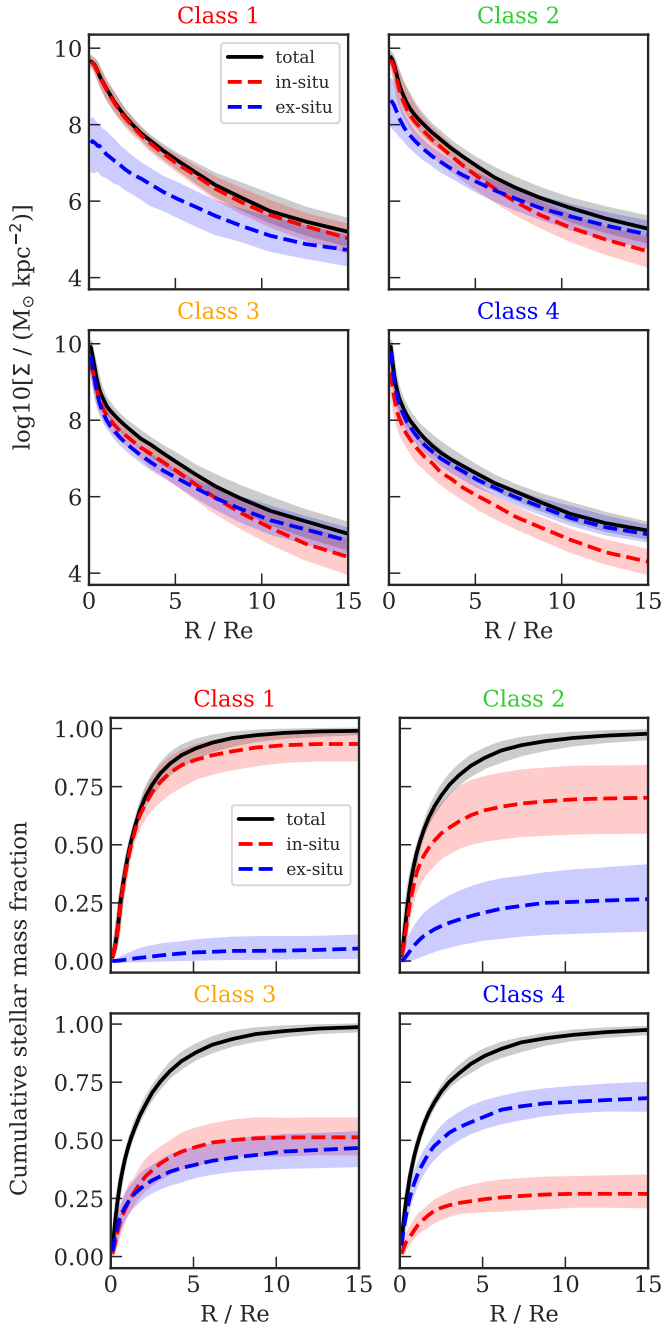 Class 1
Class 2
10
8
6
4
total
in-situ
ex-situ
Class 3
Class 4
10
8
6
4
0
5
10
15
0
5
10
15
R / Re
R / Re
log10[Σ / (M⊙ kpc−2)]
Class 1
Class 2
1.00
0.75
0.50
0.25
0.00
total
in-situ
ex-situ
Class 3
Class 4
1.00
0.75
0.50
0.25
0.00
0
5
10
15
0
5
10
15
R / Re
R / Re
Cumulative stellar mass fraction